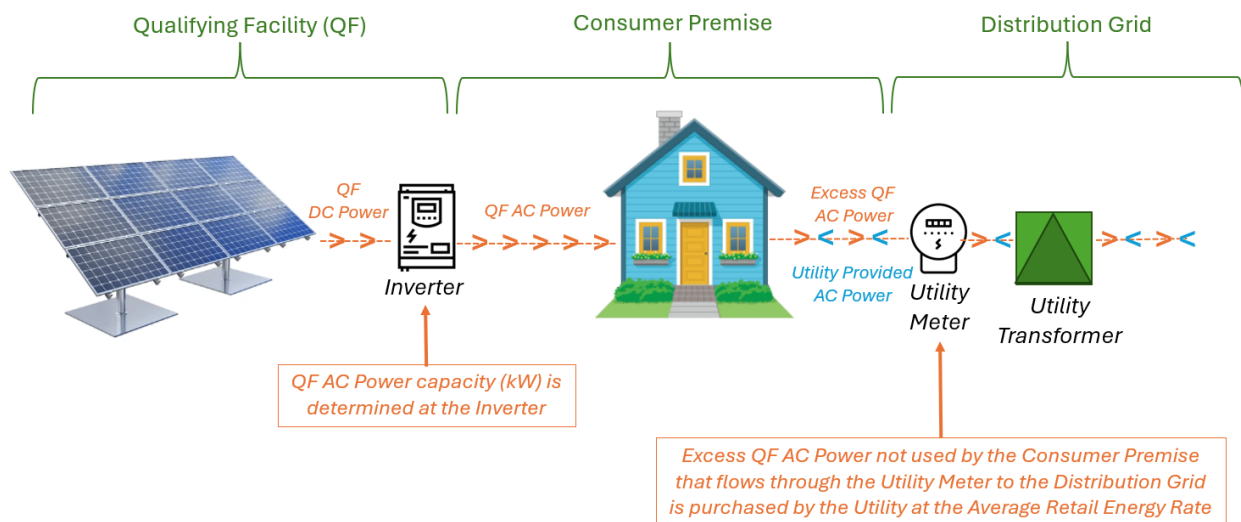 Qualifying Facility (QF)
Consumer Premise
Distribution Grid
QF
DC Power
QF AC Power
Excess QF
AC Power
Utility Provided
AC Power
Inverter
Utility
Meter
Utility
Transformer
QF AC Power capacity (kW) is
determined at the Inverter
Excess QF AC Power not used by the Consumer Premise
that flows through the Utility Meter to the Distribution Grid
is purchased by the Utility at the Average Retail Energy Rate